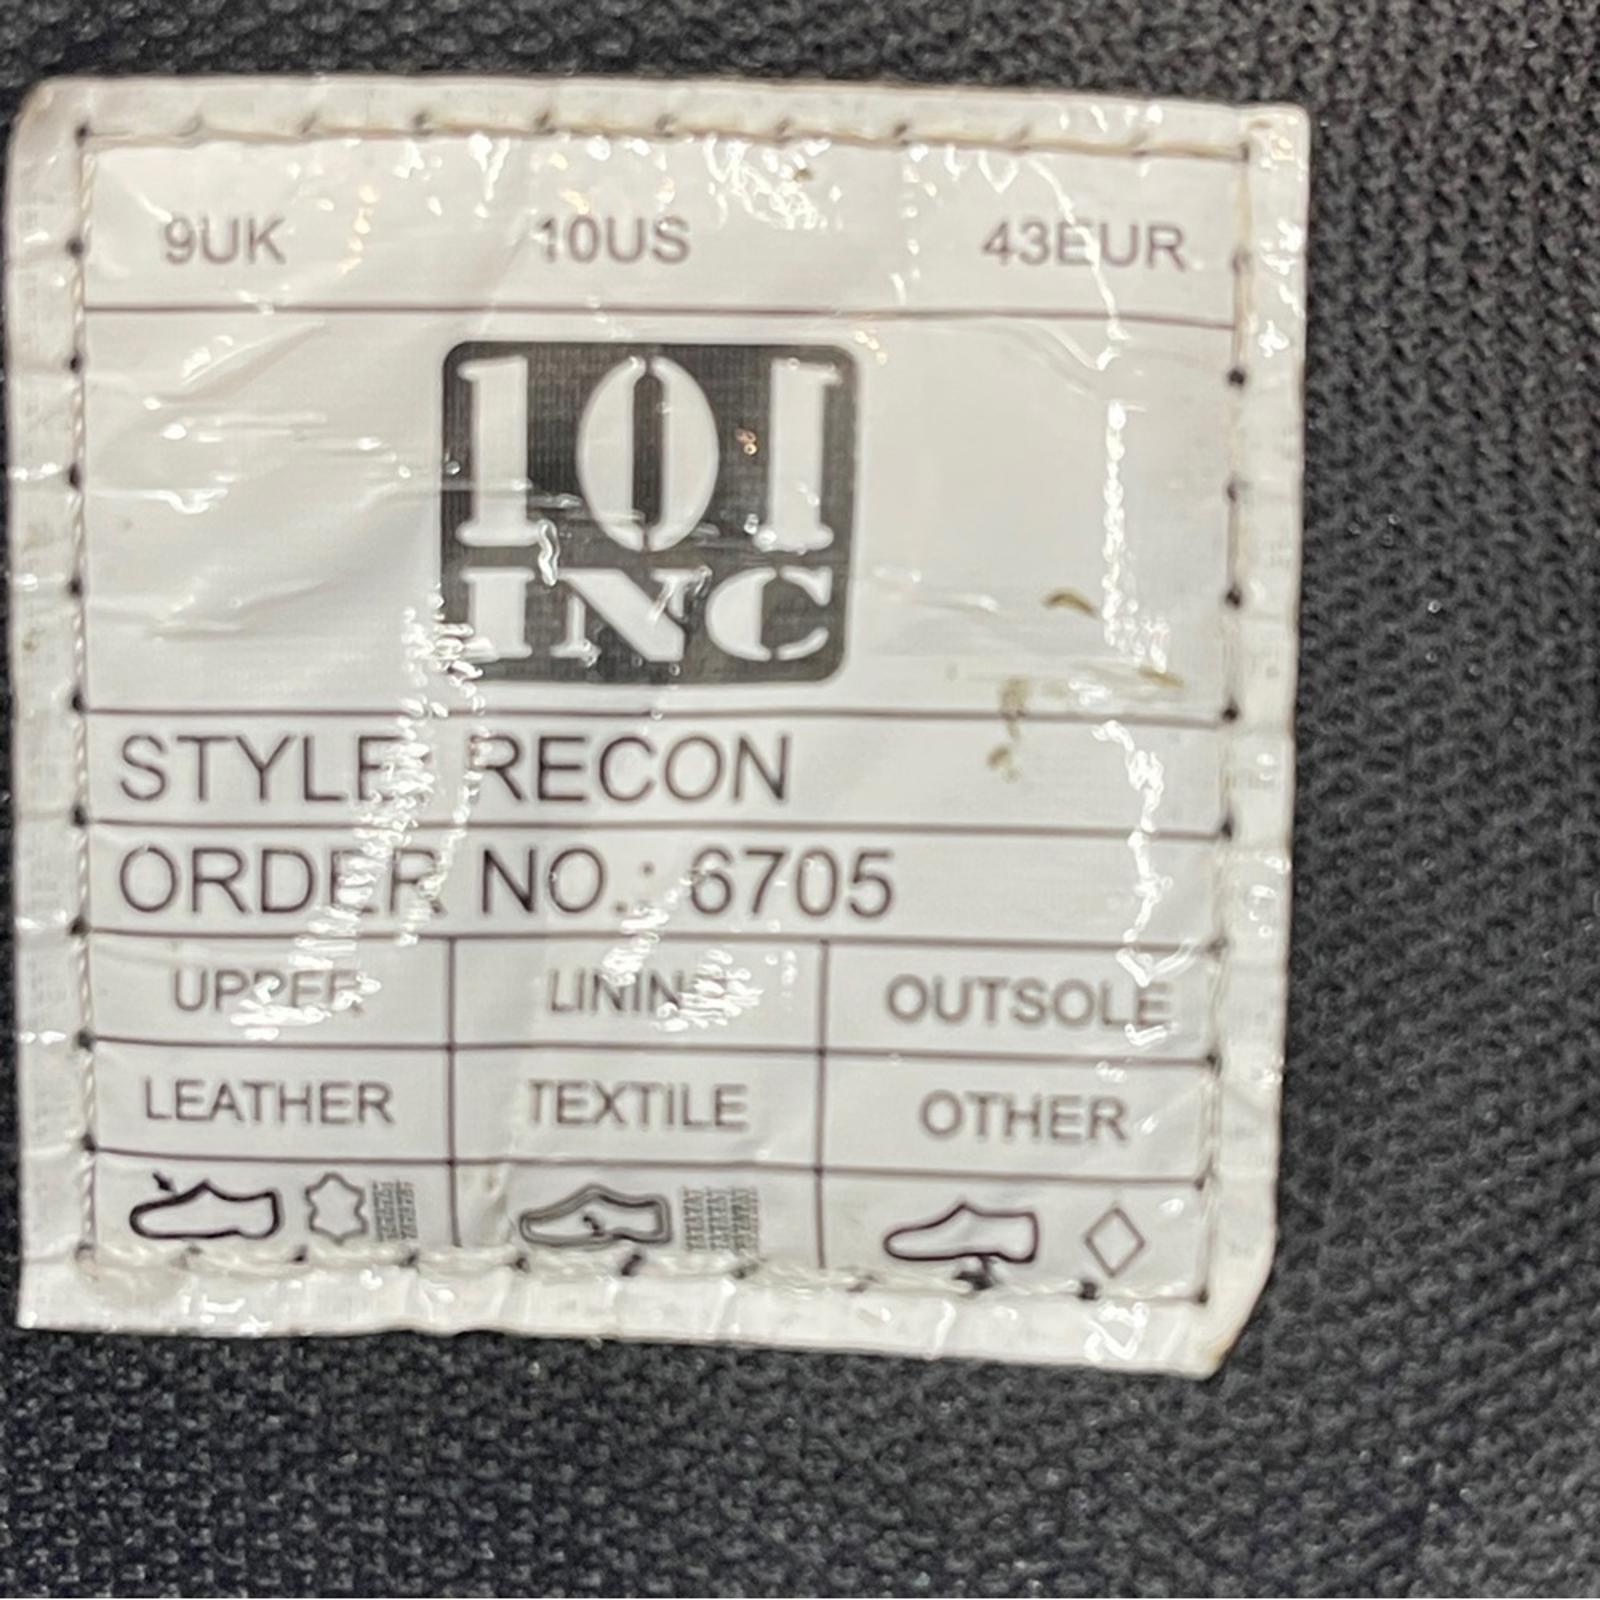 9UK 10US 43EUR
101
INC
STYLE: RECON
ORDER NO.: 6705
UPPER LINING OUTSOLE
LEATHER TEXTILE OTHER